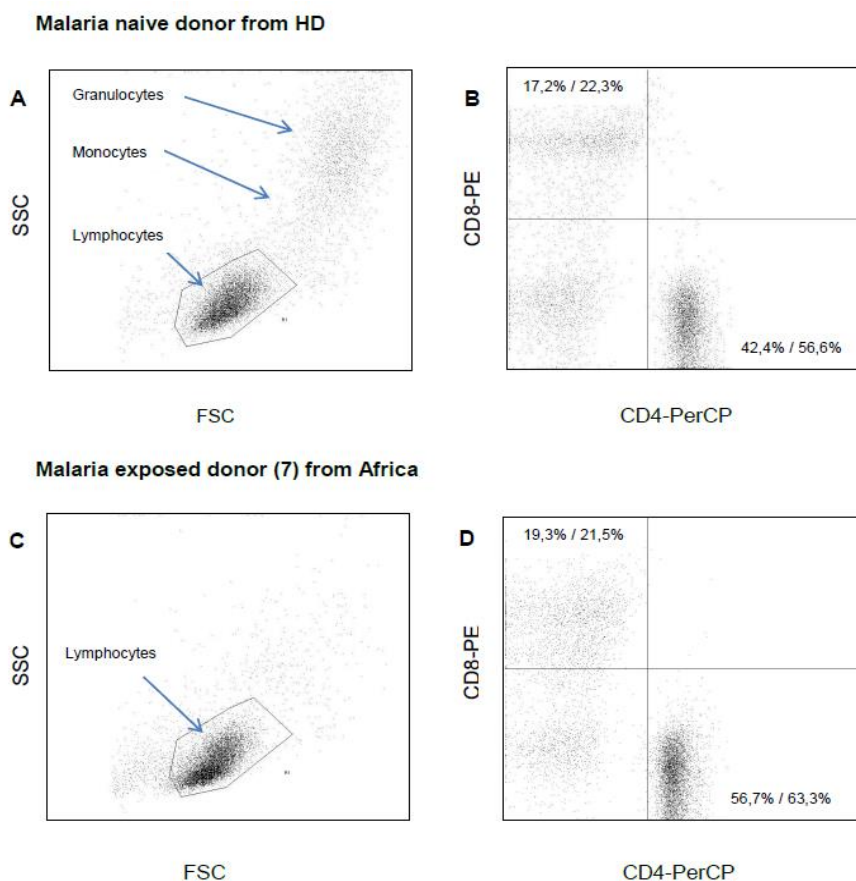 Malaria naive donor from HD
A
Granulocytes
Monocytes
Lymphocytes
SSC
FSC
B
17,2% / 22,3%
CD8-PE
42,4% / 56,6%
CD4-PerCP
Malaria exposed donor (7) from Africa
C
Lymphocytes
SSC
FSC
D
19,3% / 21,5%
CD8-PE
56,7% / 63,3%
CD4-PerCP